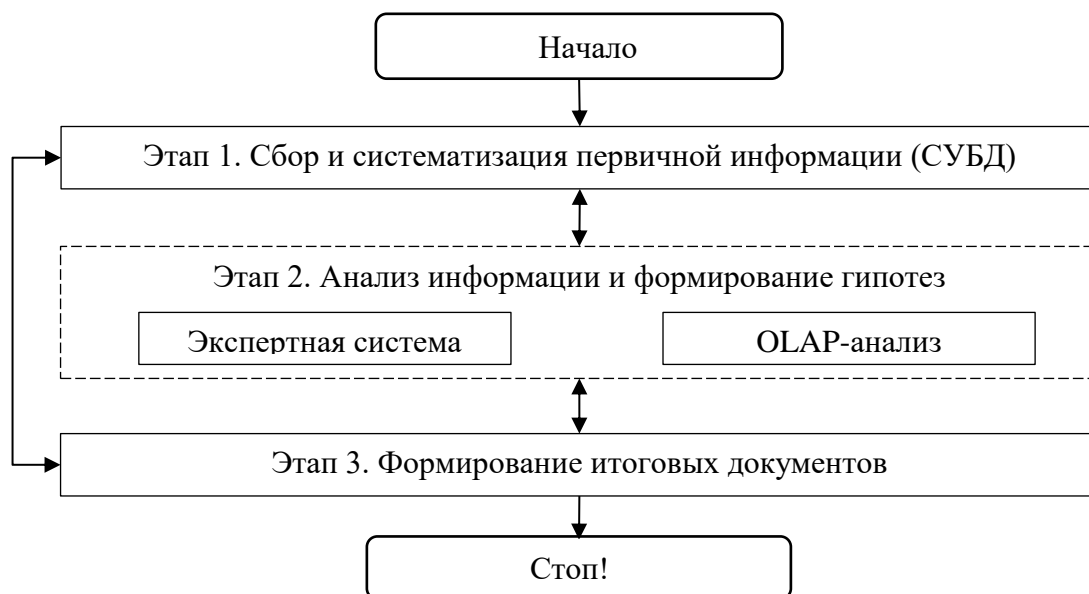 Начало
Этап 1. Сбор и систематизация первичной информации (СУБД)
Этап 2. Анализ информации и формирование гипотез
Экспертная система
OLAP-анализ
Этап 3. Формирование итоговых документов
Стоп!